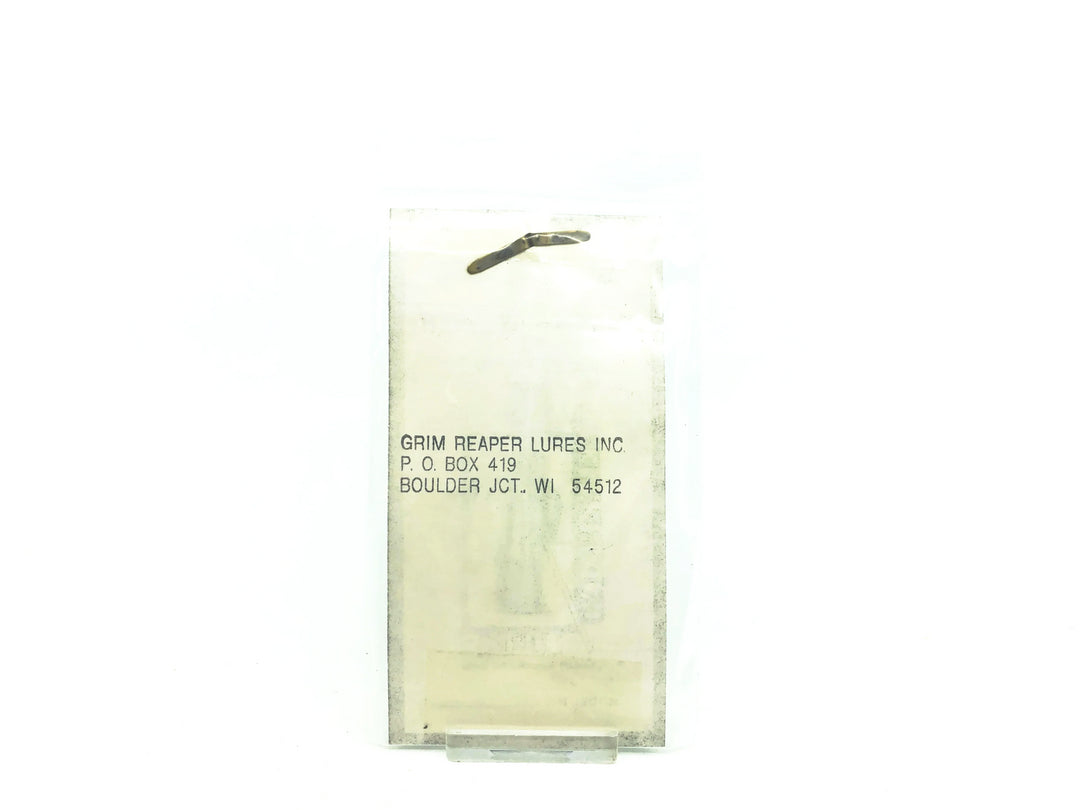 GRIM REAPER LURES INC.
P. O. BOX 419
BOULDER JCT., WI 54512